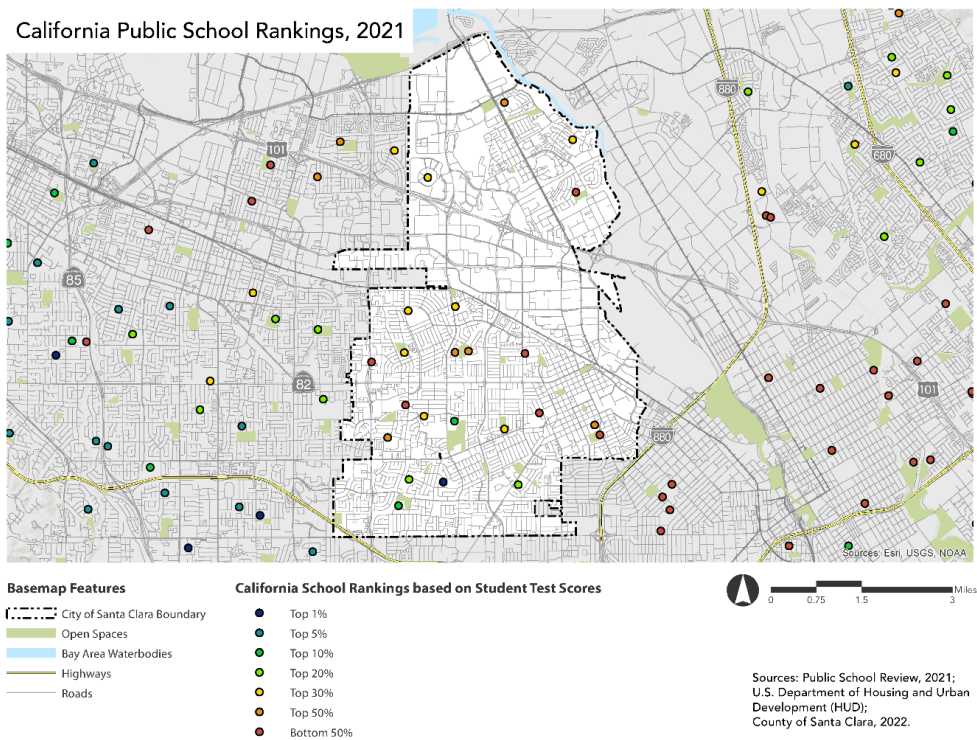 California Public School Rankings, 2021
880
101
680
85
82
101
880
Sources: Esri, USGS, NOAA
Basemap Features
City of Santa Clara Boundary
Open Spaces
Bay Area Waterbodies
Highways
Roads
California School Rankings based on Student Test Scores
Top 1%
Top 5%
Top 10%
Top 20%
Top 30%
Top 50%
Bottom 50%
0 0.75 1.5 3 Miles
Sources: Public School Review, 2021;
U.S. Department of Housing and Urban
Development (HUD);
County of Santa Clara, 2022.